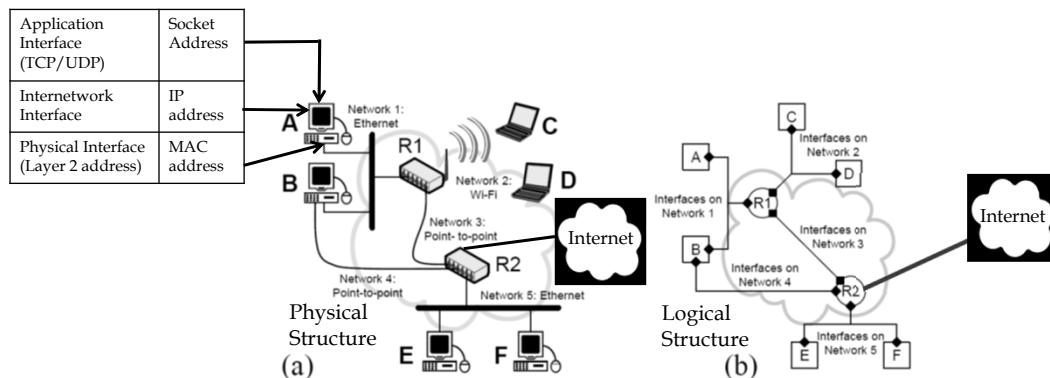 Application
Interface
(TCP/UDP)
Socket
Address
Internetwork
Interface
IP
address
Physical Interface
(Layer 2 address)
MAC
address
Network 1:
Ethernet
A
B
R1
C
D
Network 2:
Wi-Fi
Network 3:
Point- to-point
Internet
R2
Network 4:
Point-to-point
Network 5: Ethernet
Physical
Structure
(a)
E
F
C
Interfaces on
Network 2
A
D
Interfaces on
Network 1
R1
Interfaces on
Network 3
Internet
B
Interfaces on
Network 4
R2
Logical
Structure
Interfaces on
Network 5
E
F
(b)